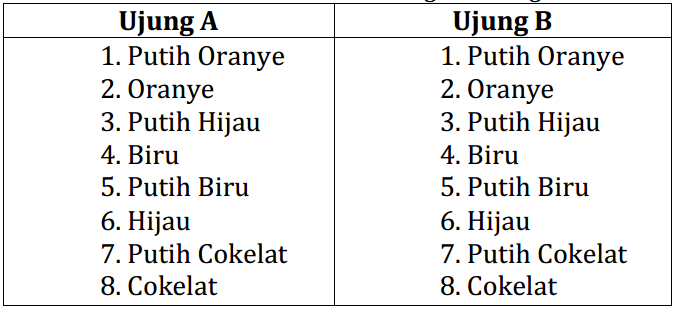 Ujung A Ujung B
1. Putih Oranye 1. Putih Oranye
2. Oranye 2. Oranye
3. Putih Hijau 3. Putih Hijau
4. Biru 4. Biru
5. Putih Biru 5. Putih Biru
6. Hijau 6. Hijau
7. Putih Cokelat 7. Putih Cokelat
8. Cokelat 8. Cokelat